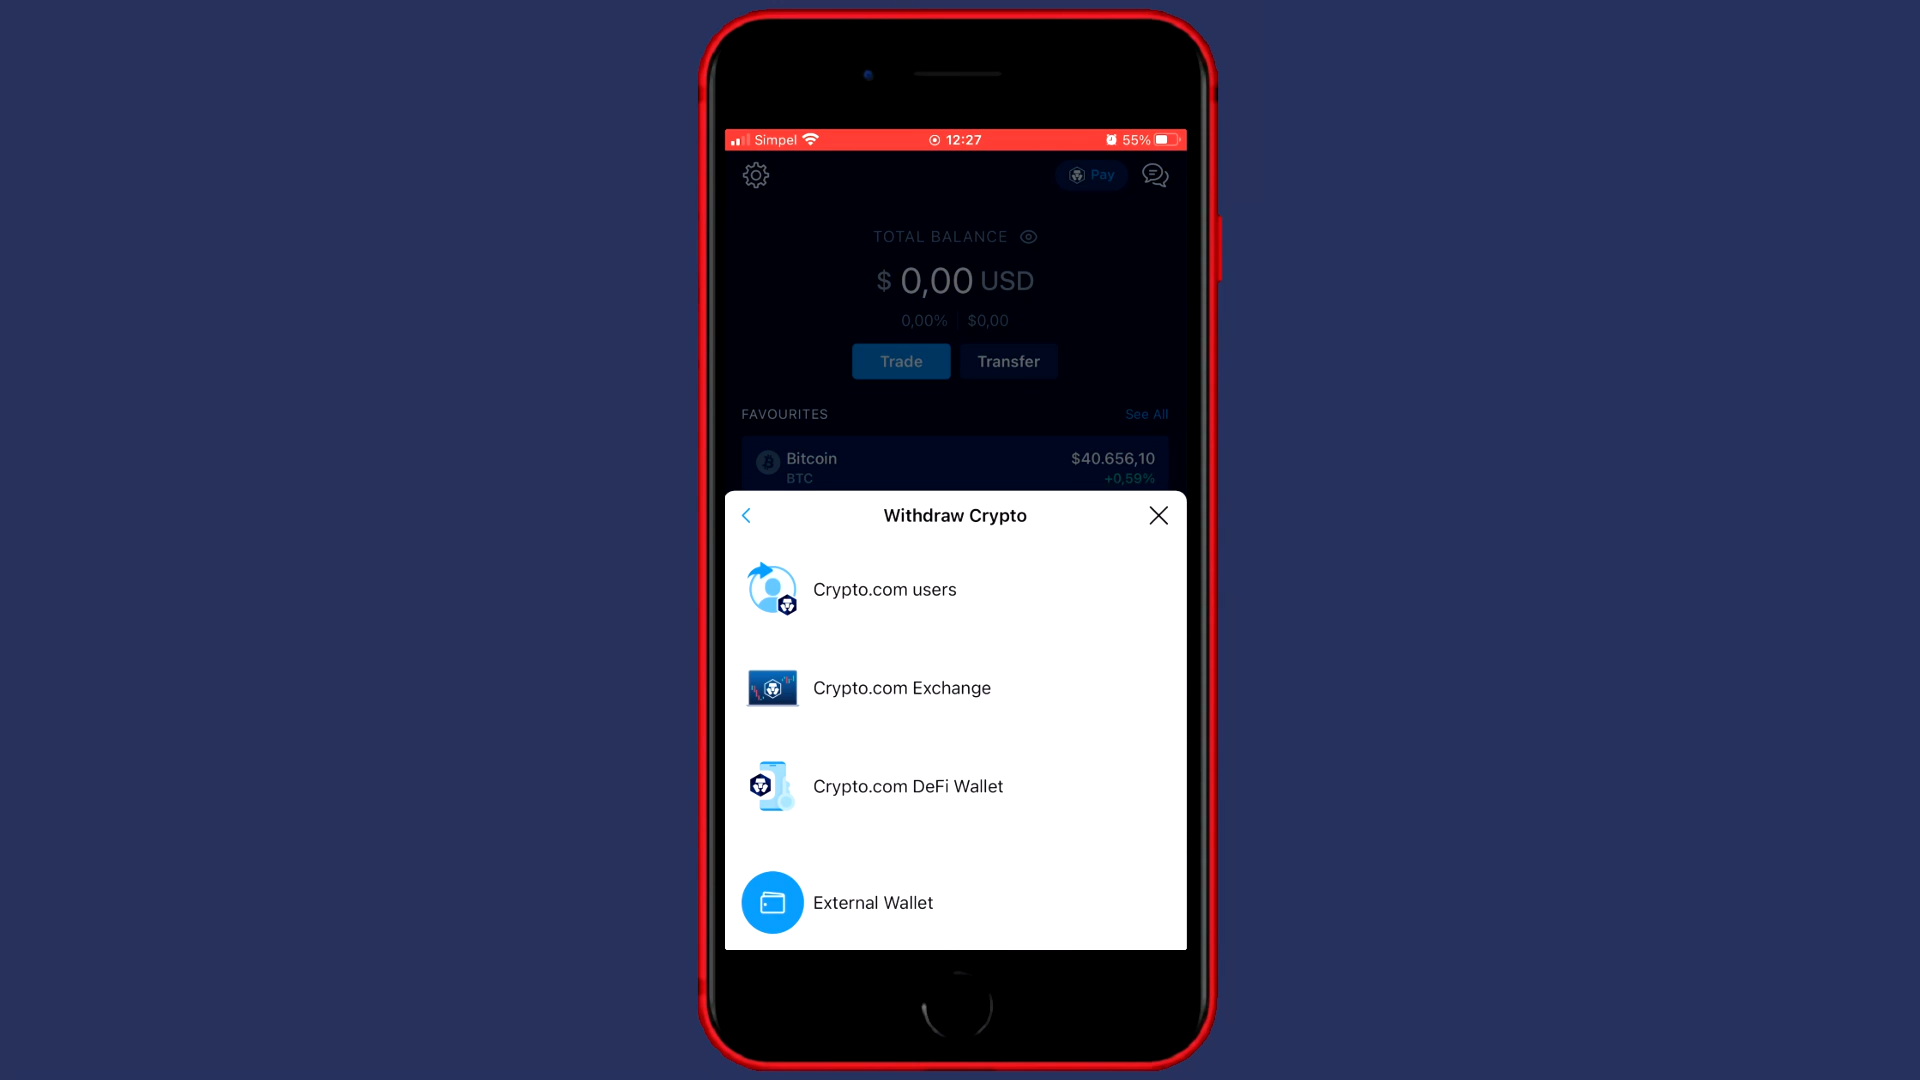 Simpel 12:27 55%
Pay
TOTAL BALANCE
$ 0,00 USD
0,00% $0,00
Trade Transfer
FAVOURITES See All
Bitcoin $40.656,10
BTC +0,59%
Withdraw Crypto
Crypto.com users
Crypto.com Exchange
Crypto.com DeFi Wallet
External Wallet